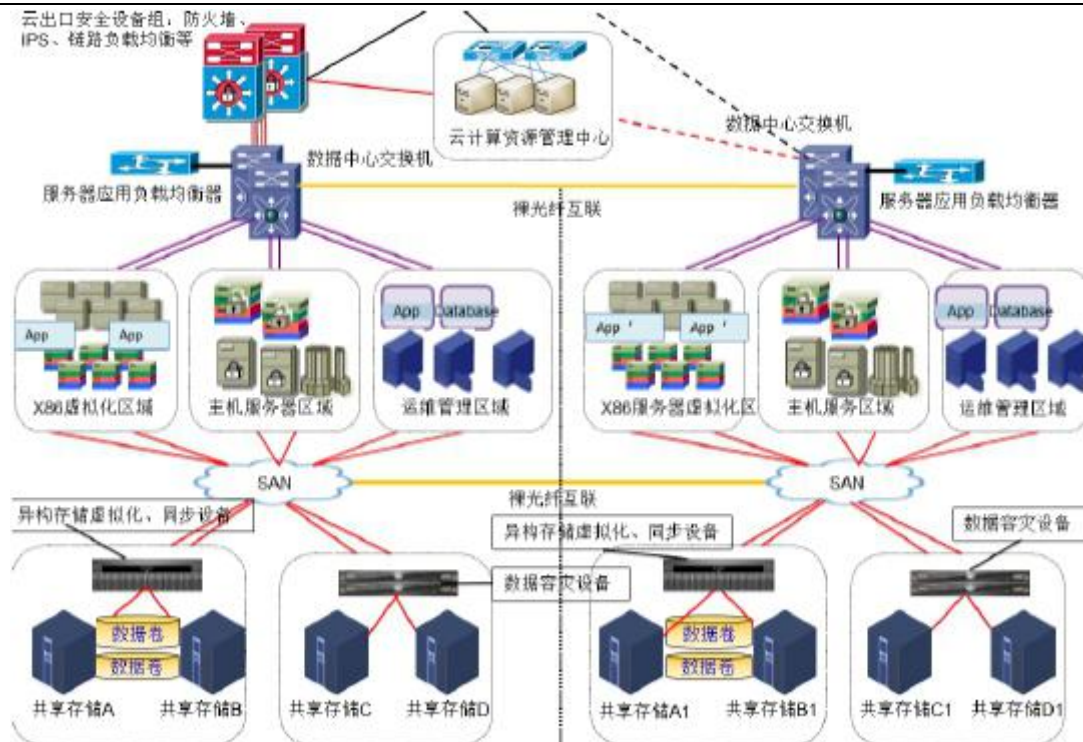 云出口安全设备组，防火墙、
IPS、链路负载均衡等
云计算资源管理中心
数据中心交换机
数据中心交换机
服务器应用负载均衡器
服务器应用负载均衡器
裸光纤互联
App
App
X86虚拟化区域
主机服务器区域
App
Database
运维管理区域
App
App
X86服务器虚拟化区
主机服务区域
App
Database
运维管理区域
SAN
SAN
裸光纤互联
异构存储虚拟化、同步设备
数据容灾设备
异构存储虚拟化、同步设备
数据容灾设备
数据卷
数据卷
共享存储A
共享存储B
共享存储C
共享存储D
数据卷
数据卷
共享存储A1
共享存储B1
共享存储C1
共享存储D1